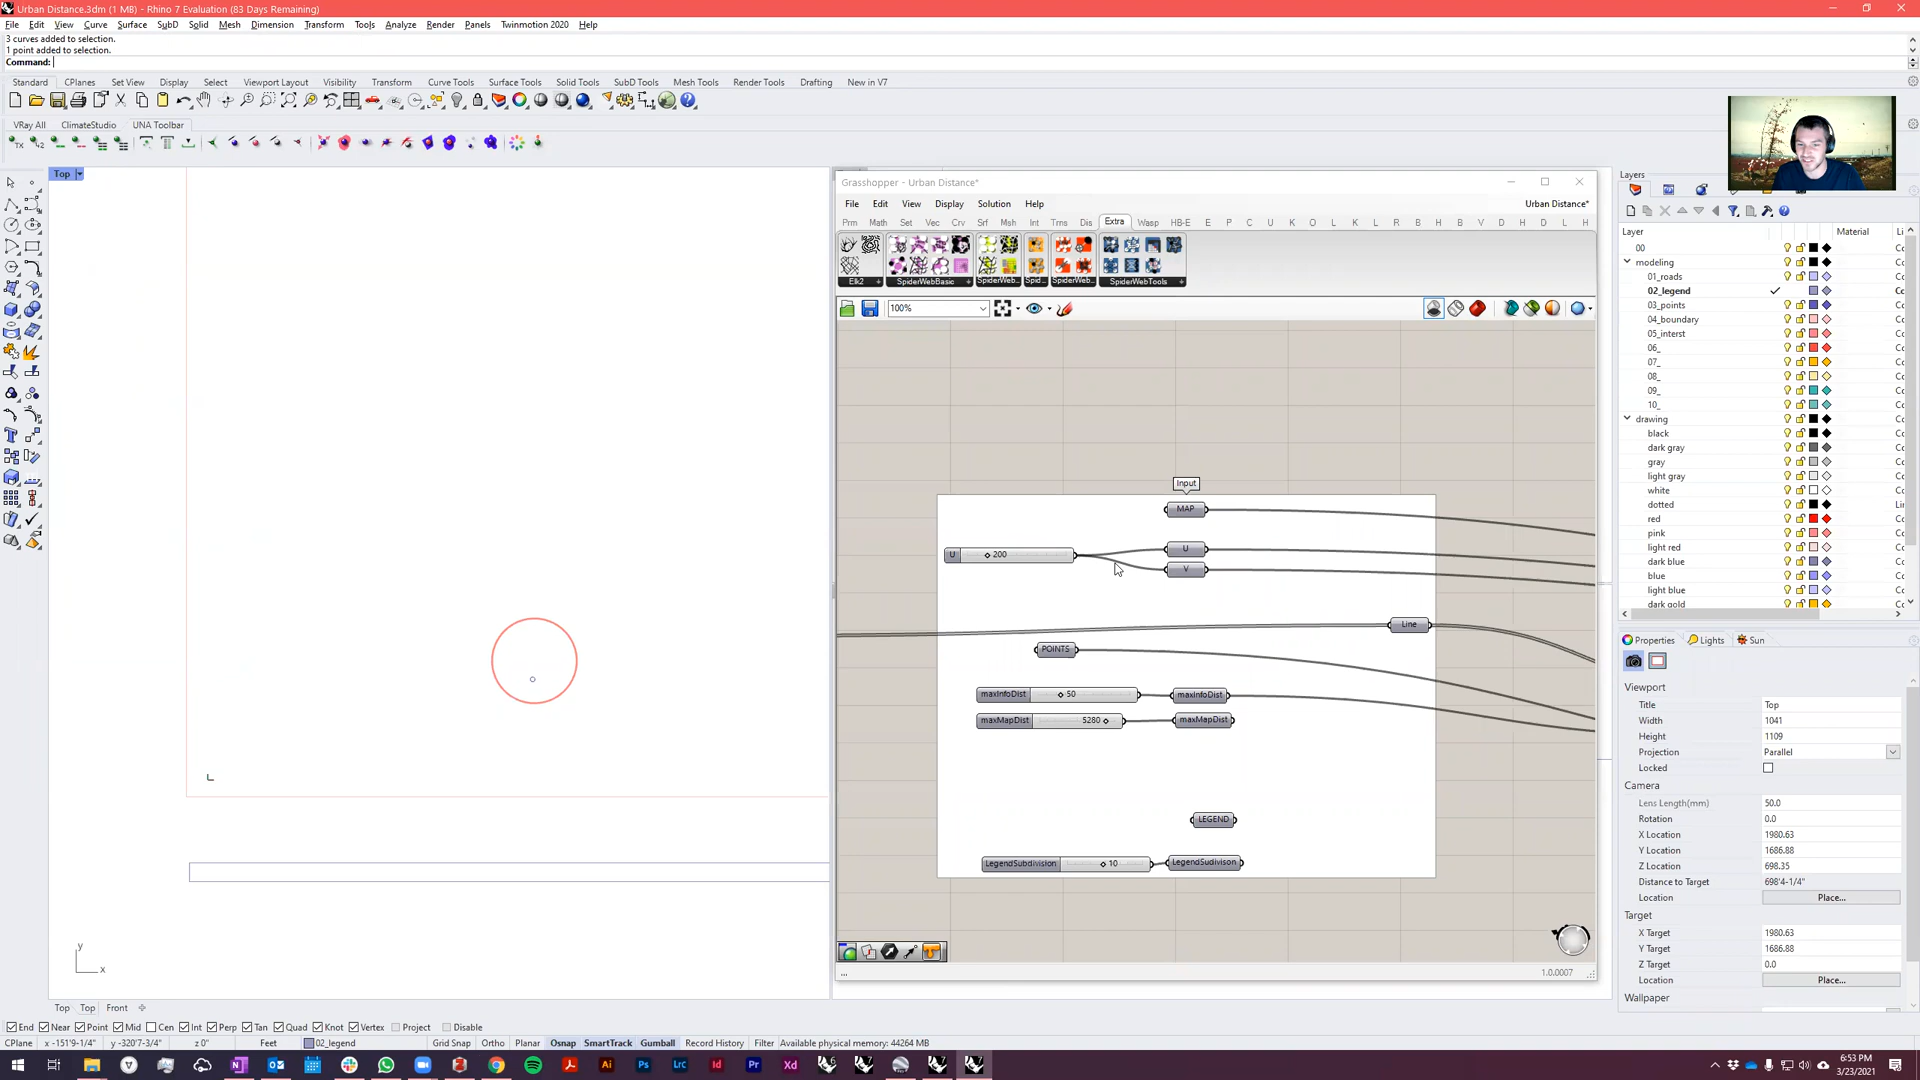 Urban Distance.3dm (1 MB) - Rhino 7 Evaluation (83 Days Remaining)
File Edit View Curve Surface SubD Solid Mesh Dimension Transform Tools Analyze Render Panels Twinmotion 2020 Help
3 curves added to selection.
1 point added to selection.
Command:
Standard CPlanes Set View Display Select Viewport Layout Visibility Transform Curve Tools Surface Tools Solid Tools SubD Tools Mesh Tools Render Tools Drafting New in V7
VRay All ClimateStudio UNA Toolbar
Top
Grasshopper - Urban Distance*
File Edit View Display Solution Help
Urban Distance*
Prm Math Set Vec Crv Srf Msh Int Trns Dis Extra Wasp HB-E E P C U K L K L R B H E L H D L H
Elk2 SpiderWebBasic SpiderWeb.. Spid.. SpiderWeb.. SpiderWebTools
100%
Input
MAP
U 200
U
V
Line
POINTS
maxInfoDist 50 maxInfoDist
maxMapDist 5280 maxMapDist
LEGEND
LegendSubdivision 10 LegendSudivison
...
1.0.0007
Layers
Layer Material Li
00
modeling
01_roads
02_legend
03_points
04_boundary
05_interst
06_
07_
08_
09_
10_
drawing
black
dark gray
gray
light gray
white
dotted
red
pink
light red
dark blue
blue
light blue
dark gold
Properties Lights Sun
Viewport
Title Top
Width 1041
Height 1109
Projection Parallel
Locked
Camera
Lens Length(mm) 50.0
Rotation 0.0
X Location 1980.63
Y Location 1686.88
Z Location 698.35
Distance to Target 698'4-1/4"
Location Place...
Target
X Target 1980.63
Y Target 1686.88
Z Target 0.0
Location Place...
Wallpaper
y
x
Top Top Front
End Near Point Mid Cen Int Perp Tan Quad Knot Vertex Project Disable
CPlane x -151'9-1/4" y -320'7-3/4" z 0" Feet 02_legend Grid Snap Ortho Planar Osnap SmartTrack Gumball Record History Filter Available physical memory: 44264 MB
6:53 PM
3/23/2021